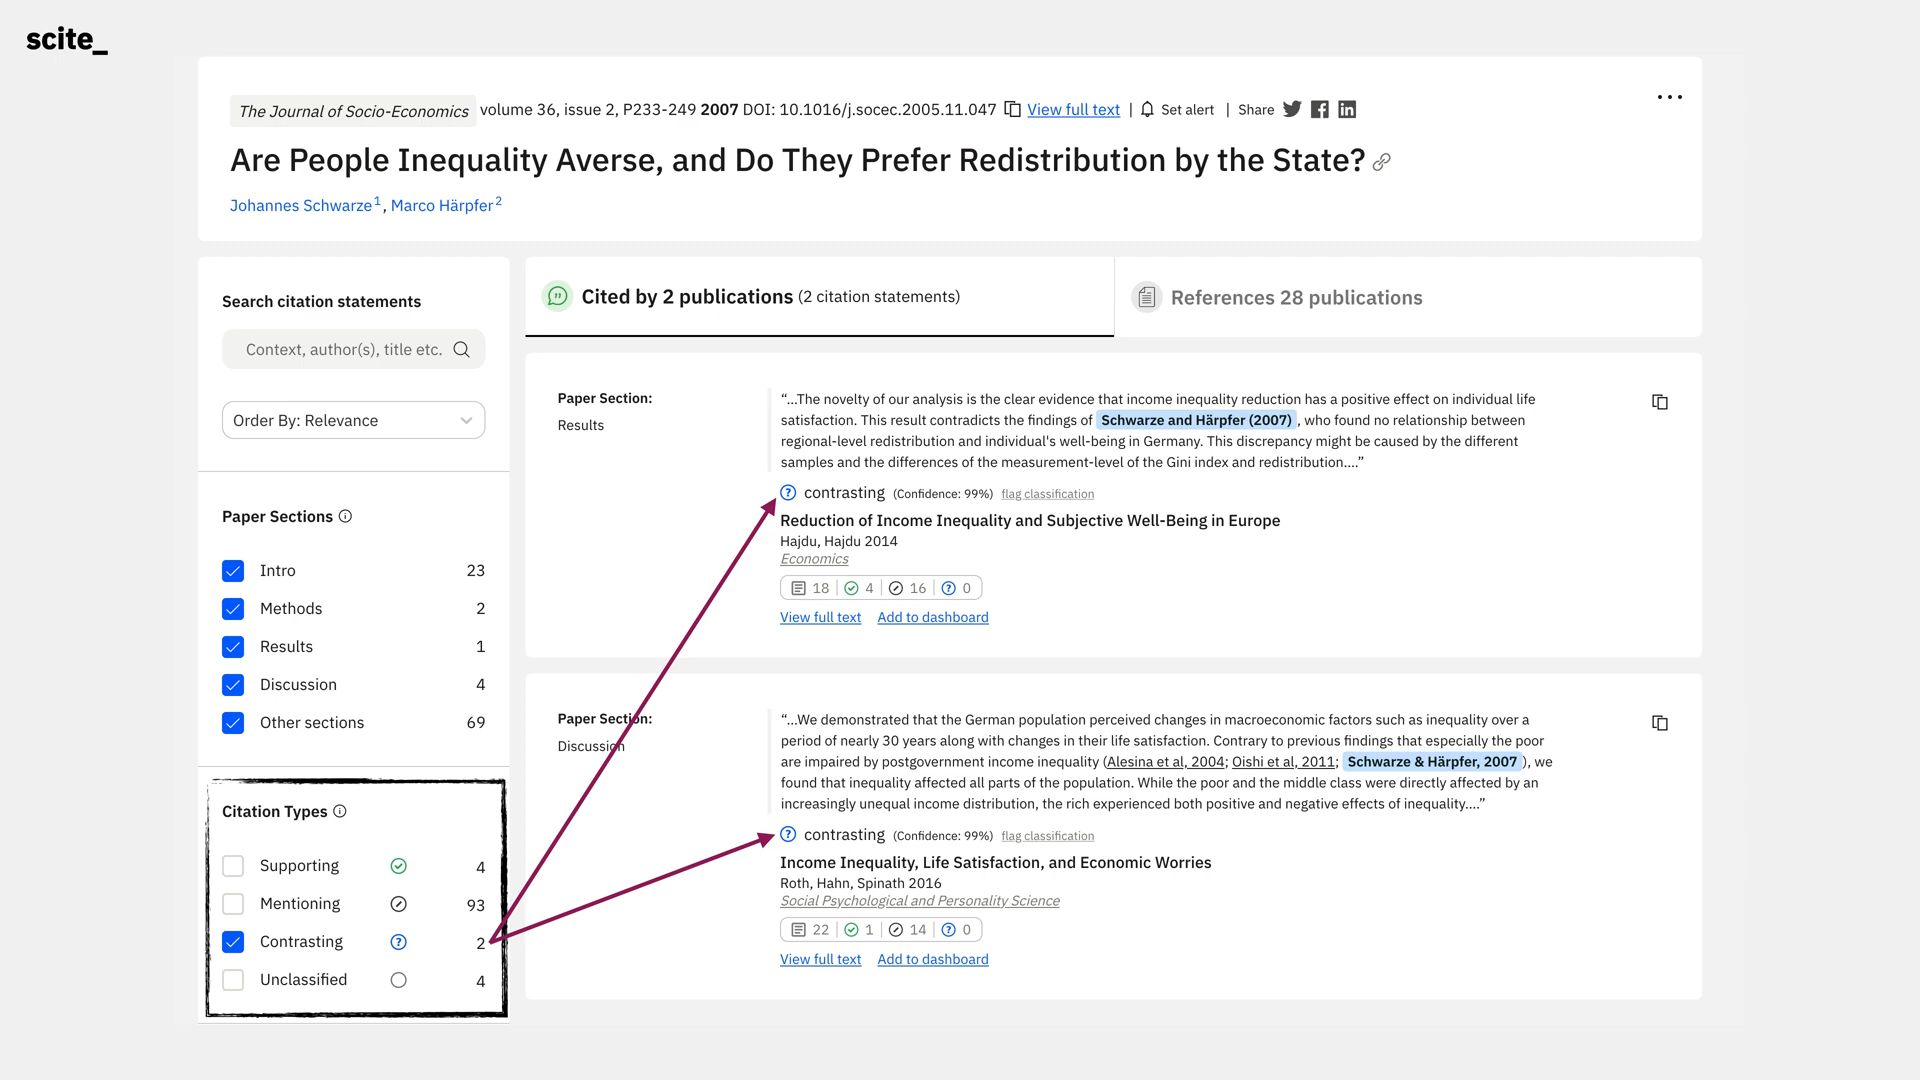 scite_
The Journal of Socio-Economics volume 36, issue 2, P233-249 2007 DOI: 10.1016/j.socec.2005.11.047 View full text | Set alert | Share
Are People Inequality Averse, and Do They Prefer Redistribution by the State?
Johannes Schwarze1, Marco Härpfer2
Search citation statements
Context, author(s), title etc.
Order By: Relevance
Paper Sections
Intro 23
Methods 2
Results 1
Discussion 4
Other sections 69
Citation Types
Supporting 4
Mentioning 93
Contrasting 2
Unclassified 4
Cited by 2 publications (2 citation statements)
References 28 publications
Paper Section:
Results
“...The novelty of our analysis is the clear evidence that income inequality reduction has a positive effect on individual life
satisfaction. This result contradicts the findings of Schwarze and Härpfer (2007) , who found no relationship between
regional-level redistribution and individual's well-being in Germany. This discrepancy might be caused by the different
samples and the differences of the measurement-level of the Gini index and redistribution....”
contrasting (Confidence: 99%) flag classification
Reduction of Income Inequality and Subjective Well-Being in Europe
Hajdu, Hajdu 2014
Economics
18 4 16 0
View full text Add to dashboard
Paper Section:
Discussion
“...We demonstrated that the German population perceived changes in macroeconomic factors such as inequality over a
period of nearly 30 years along with changes in their life satisfaction. Contrary to previous findings that especially the poor
are impaired by postgovernment income inequality (Alesina et al, 2004; Oishi et al, 2011; Schwarze & Härpfer, 2007 ), we
found that inequality affected all parts of the population. While the poor and the middle class were directly affected by an
increasingly unequal income distribution, the rich experienced both positive and negative effects of inequality....”
contrasting (Confidence: 99%) flag classification
Income Inequality, Life Satisfaction, and Economic Worries
Roth, Hahn, Spinath 2016
Social Psychological and Personality Science
22 1 14 0
View full text Add to dashboard